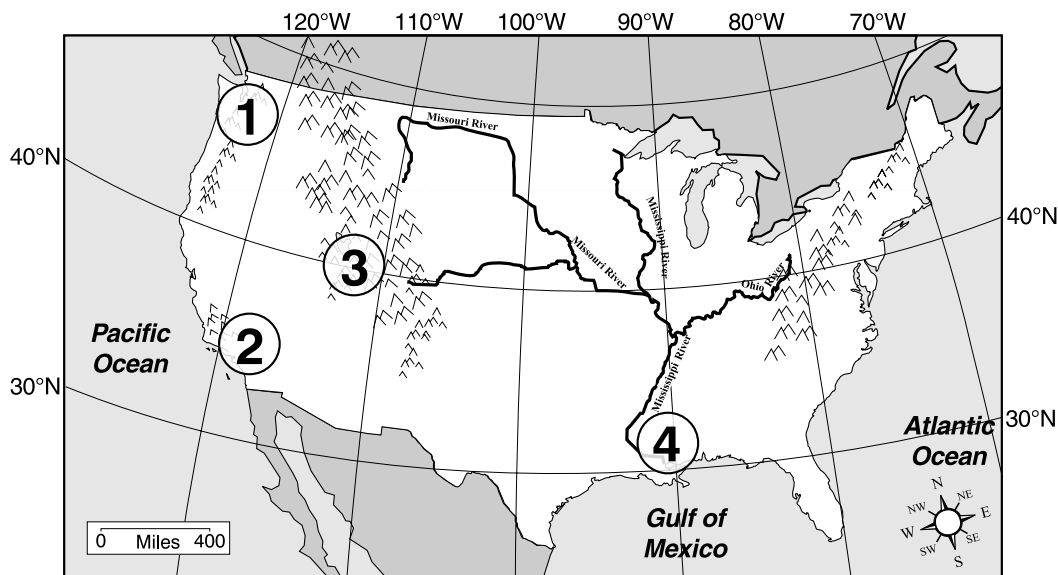 120°W 110°W 100°W 90°W 80°W 70°W
1
Missouri River
40°N
Mississippi River
40°N
Missouri River
3
Ohio River
Pacific
Ocean
2
Mississippi River
30°N
30°N
4
Atlantic
Ocean
N
NW NE
W E
SW SE
S
Gulf of
Mexico
0 Miles 400